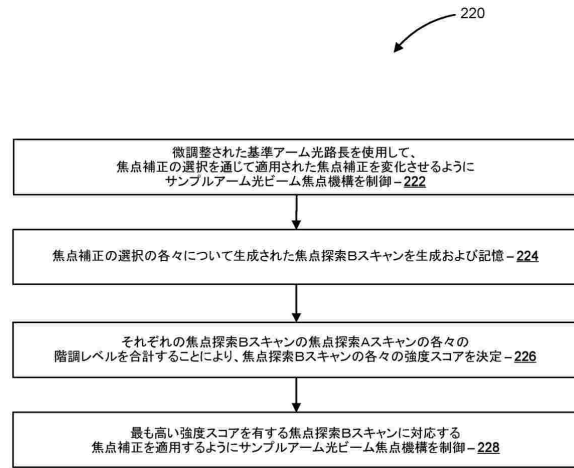 220
微調整された基準アーム光路長を使用して、
焦点補正の選択を通じて適用された焦点補正を変化させるように
サンプルアーム光ビーム焦点機構を制御 – 222
焦点補正の選択の各々について生成された焦点探索Bスキャンを生成および記憶 – 224
それぞれの焦点探索Bスキャンの焦点探索Aスキャンの各々の
階調レベルを合計することにより、焦点探索Bスキャンの各々の強度スコアを決定 – 226
最も高い強度スコアを有する焦点探索Bスキャンに対応する
焦点補正を適用するようにサンプルアーム光ビーム焦点機構を制御 – 228